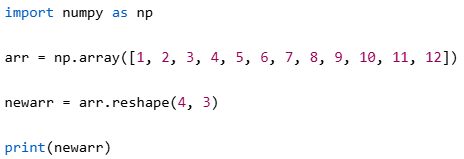 import numpy as np
arr = np.array([1, 2, 3, 4, 5, 6, 7, 8, 9, 10, 11, 12])
newarr = arr.reshape(4, 3)
print(newarr)